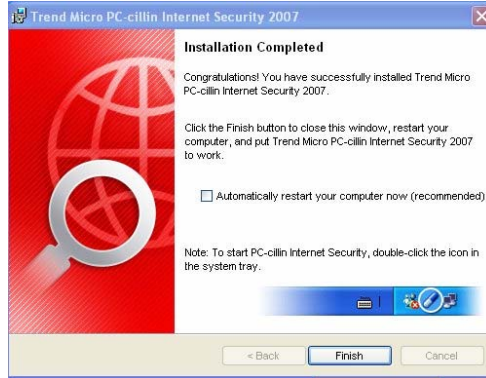 Trend Micro PC-cillin Internet Security 2007
Installation Completed
Congratulations! You have successfully installed Trend Micro
PC-cillin Internet Security 2007.
Click the Finish button to close this window, restart your
computer, and put Trend Micro PC-cillin Internet Security 2007
to work.
Automatically restart your computer now (recommended)
Note: To start PC-cillin Internet Security, double-click the icon in
the system tray.
< Back
Finish
Cancel